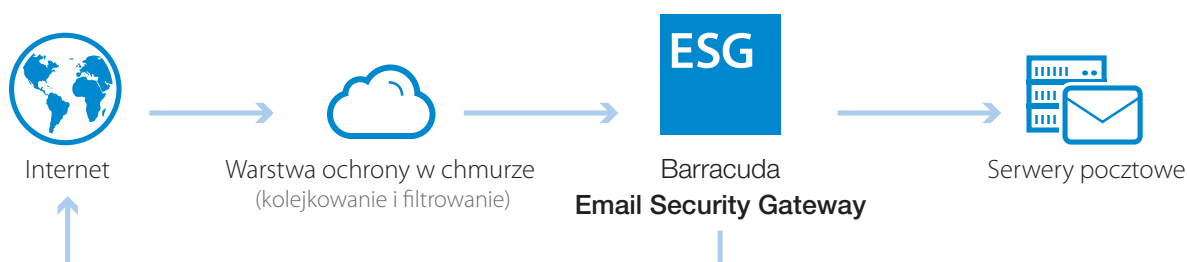 ESG
Internet
Warstwa ochrony w chmurze
(kolejkowanie i filtrowanie)
Barracuda
Email Security Gateway
Serwery pocztowe